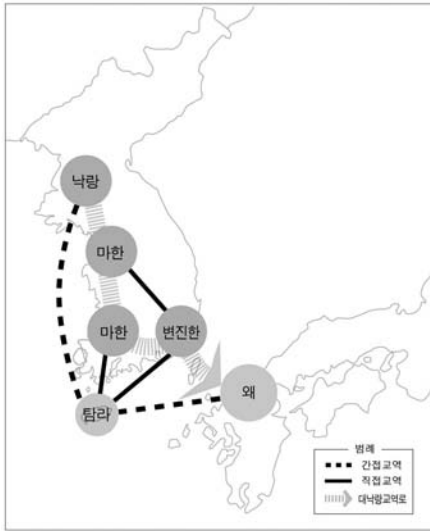 낙랑
마한
마한
변진한
왜
탐라
범례
간접교역
직접교역
대낙랑교역로